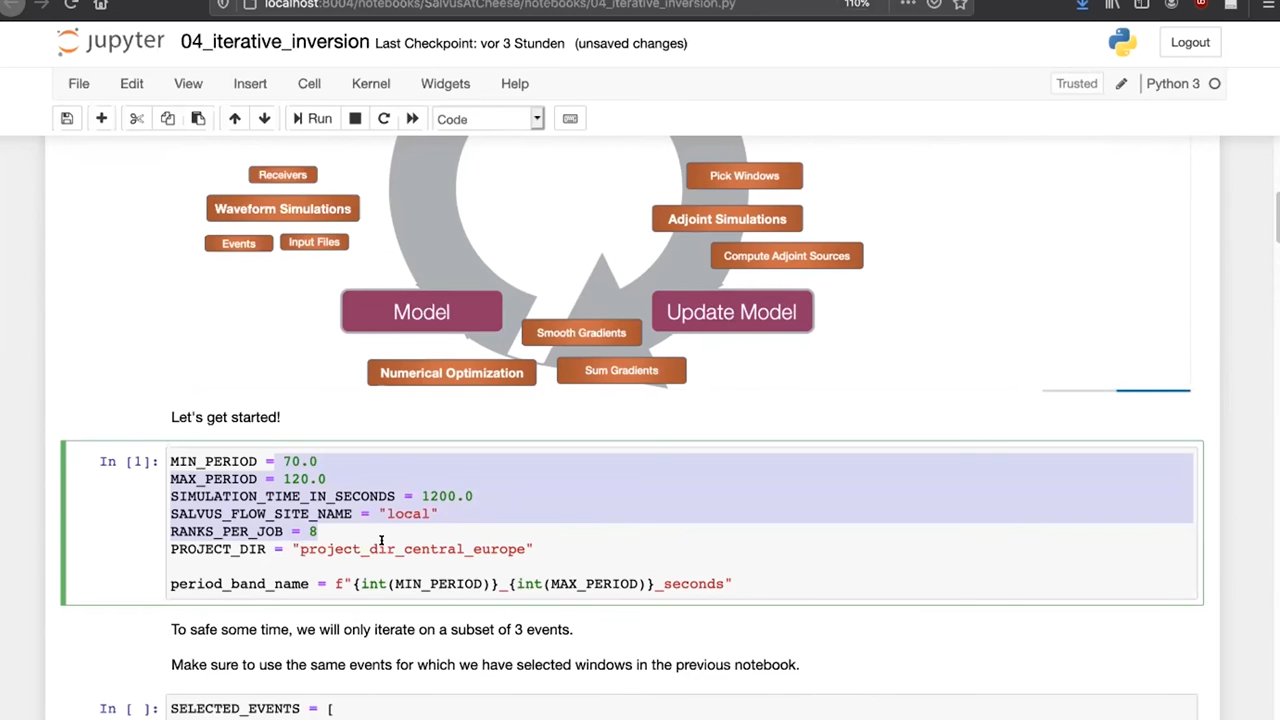 localhost:8004/notebooks/SalvusAtCheese/notebooks/04_iterative_inversion.py
110%
jupyter 04_iterative_inversion Last Checkpoint: vor 3 Stunden (unsaved changes)
Logout
File Edit View Insert Cell Kernel Widgets Help
Trusted
Python 3
Run
Code
Receivers
Pick Windows
Waveform Simulations
Adjoint Simulations
Events
Input Files
Compute Adjoint Sources
Model
Update Model
Smooth Gradients
Numerical Optimization
Sum Gradients
Let's get started!
In [1]: MIN_PERIOD = 70.0
MAX_PERIOD = 120.0
SIMULATION_TIME_IN_SECONDS = 1200.0
SALVUS_FLOW_SITE_NAME = "local"
RANKS_PER_JOB = 8
PROJECT_DIR = "project_dir_central_europe"
period_band_name = f"{int(MIN_PERIOD)}_{int(MAX_PERIOD)}_seconds"
To safe some time, we will only iterate on a subset of 3 events.
Make sure to use the same events for which we have selected windows in the previous notebook.
In [ ]: SELECTED_EVENTS = [